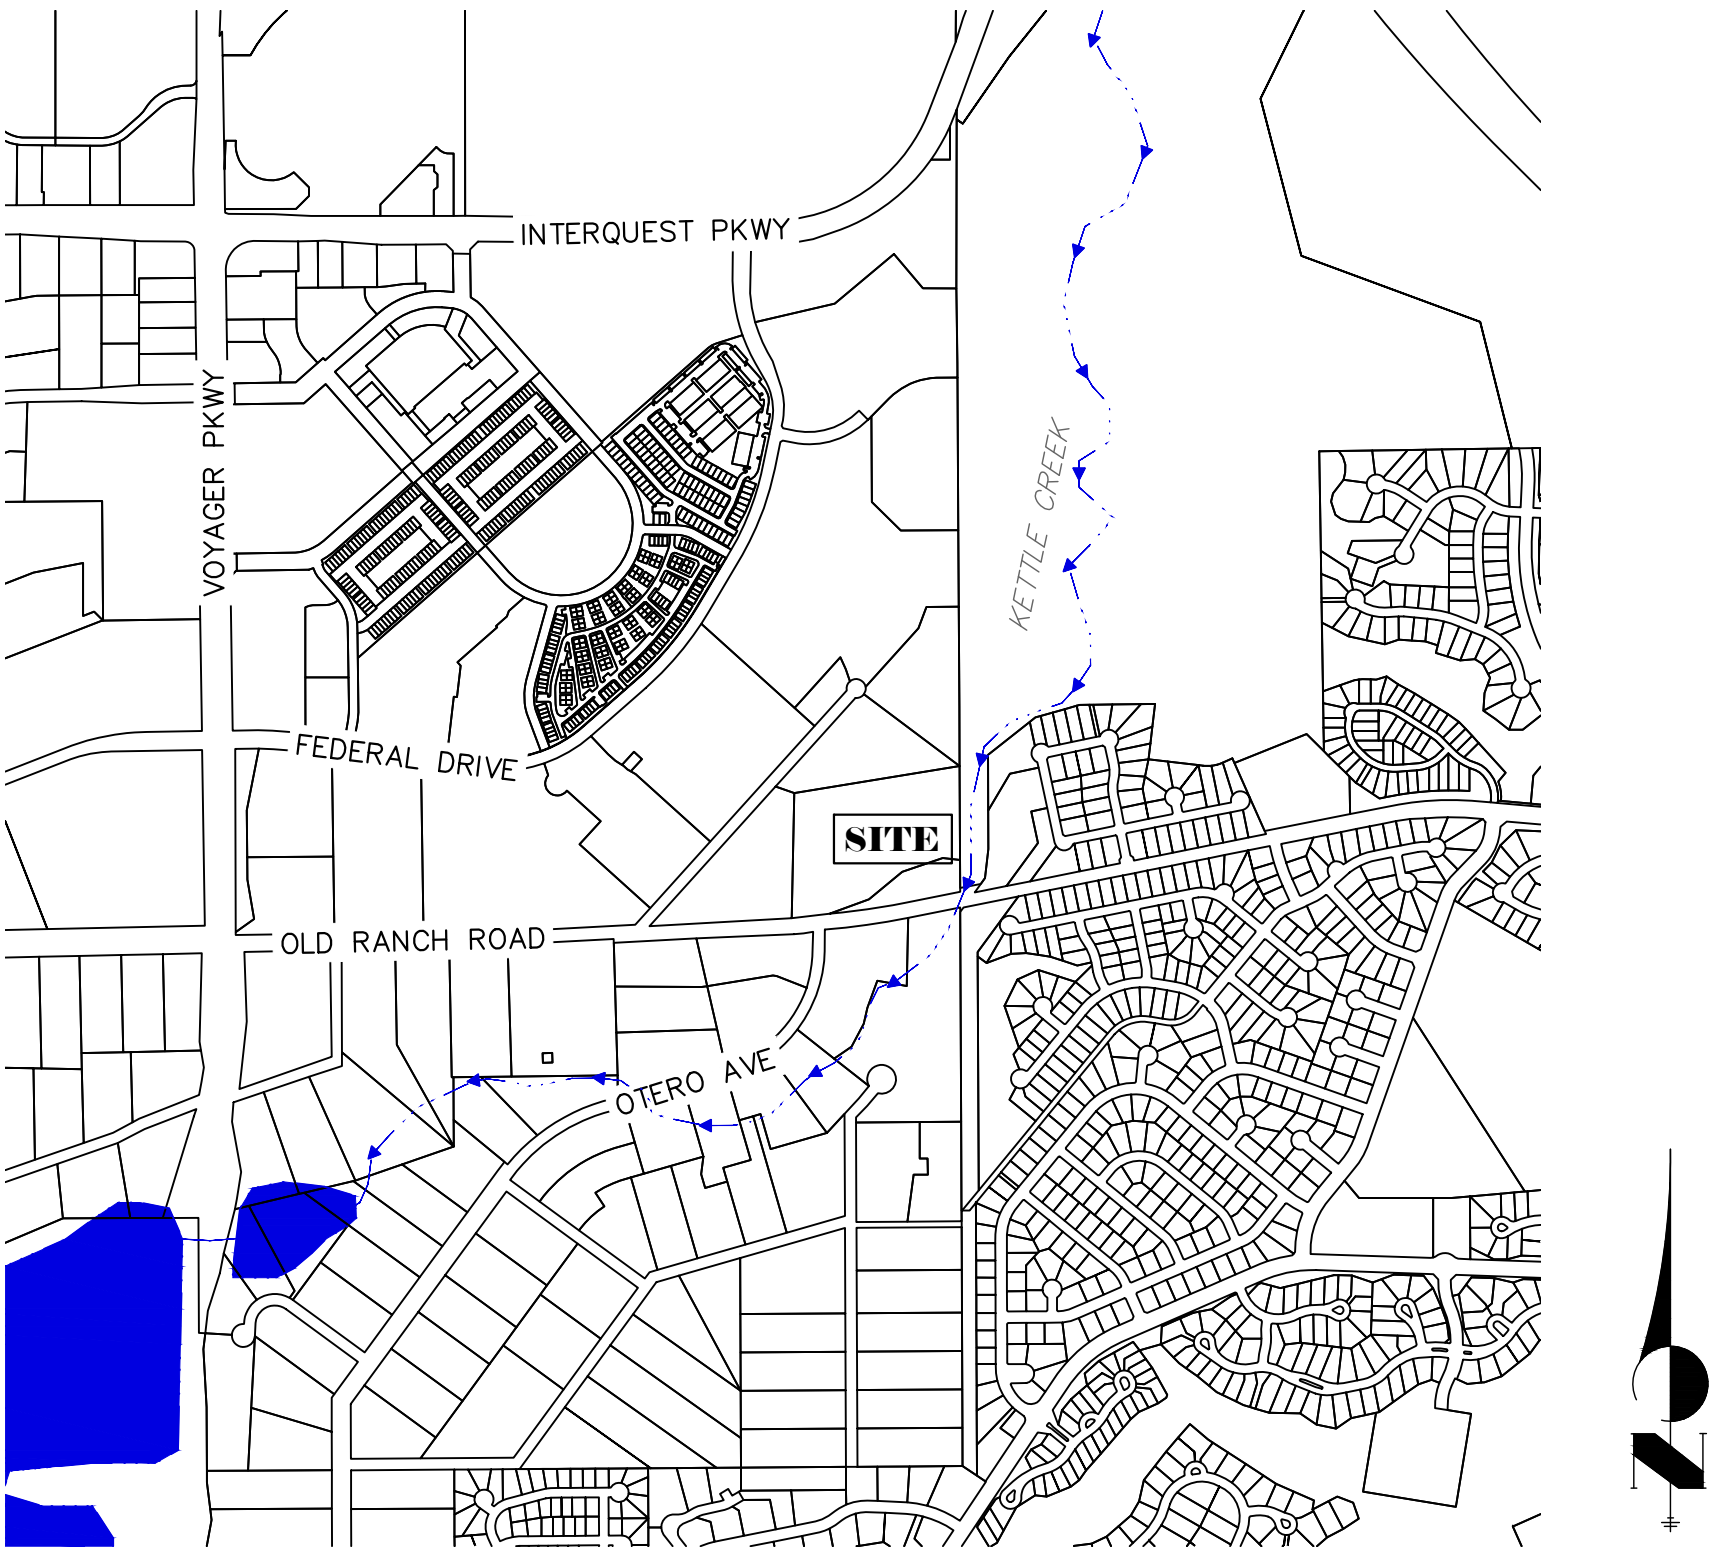 INTERQUEST PKWY
VOYAGER PKWY
KETTLE CREEK
FEDERAL DRIVE
SITE
OLD RANCH ROAD
OTERO AVE
N